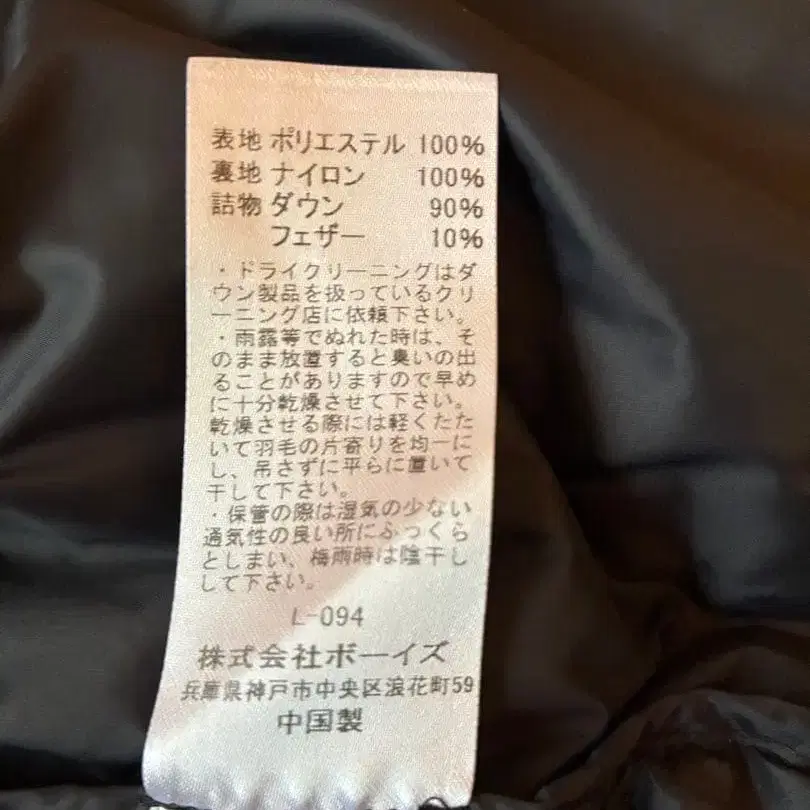 表地 ポリエステル 100%
裏地 ナイロン 100%
詰物 ダウン 90%
フェザー 10%
・ドライクリーニングはダ
ウン製品を扱っているクリ
ーニング店に依頼下さい。
・雨露等でぬれた時は、そ
のまま放置すると臭いの出
ることがありますので早め
に十分乾燥させて下さい。
乾燥させる際には軽くたた
いて羽毛の片寄りを均一に
し、吊さずに平らに置いて
干して下さい。
・保管の際は湿気の少ない
通気性の良い所にふっくら
としまい、梅雨時は陰干し
して下さい。
L-094
株式会社ボーイズ
兵庫県神戸市中央区浪花町59
中国製